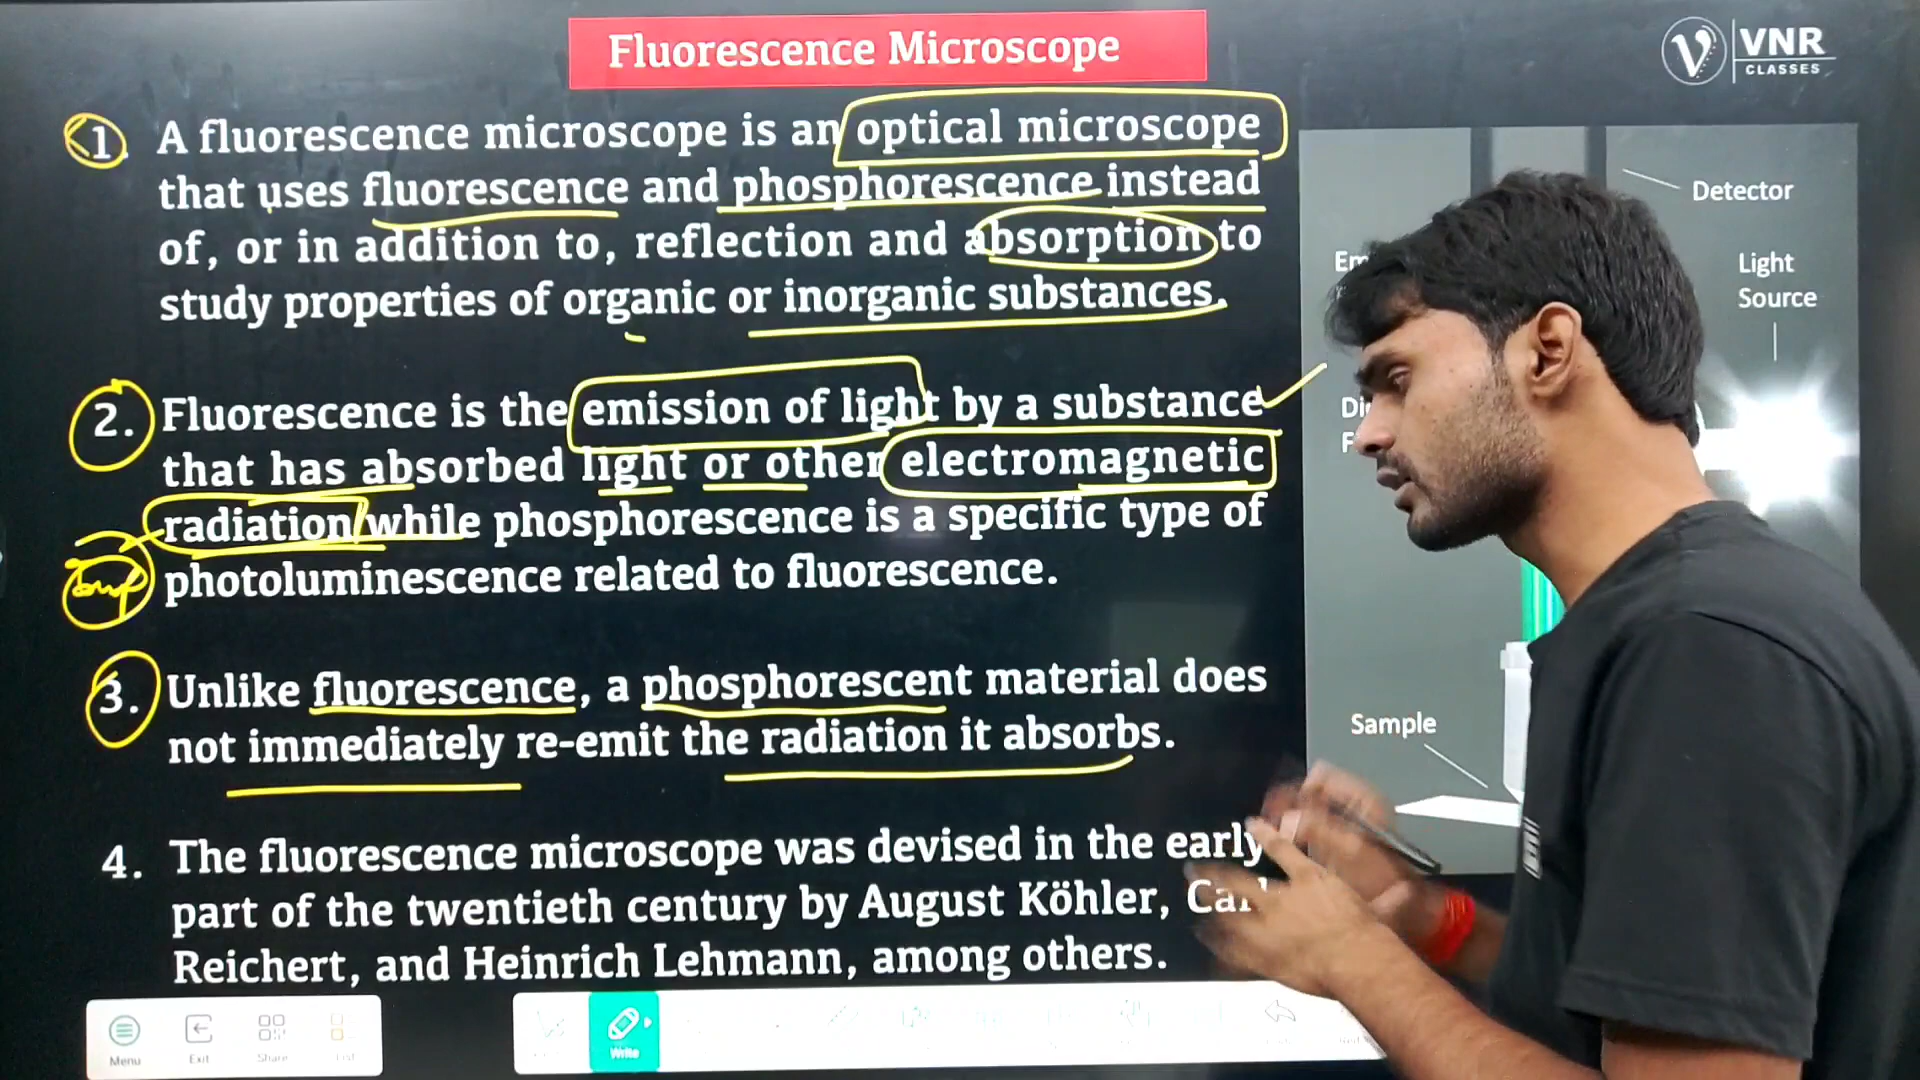 Fluorescence Microscope
VNR
CLASSES
1. A fluorescence microscope is an optical microscope
that uses fluorescence and phosphorescence instead
of, or in addition to, reflection and absorption to
study properties of organic or inorganic substances.
2. Fluorescence is the emission of light by a substance
that has absorbed light or other electromagnetic
radiation while phosphorescence is a specific type of
photoluminescence related to fluorescence.
3. Unlike fluorescence, a phosphorescent material does
not immediately re-emit the radiation it absorbs.
4. The fluorescence microscope was devised in the early
part of the twentieth century by August Köhler,
Reichert, and Heinrich Lehmann, among others.
Detector
Light
Source
Sample
Menu
Exit
Share
List
Write